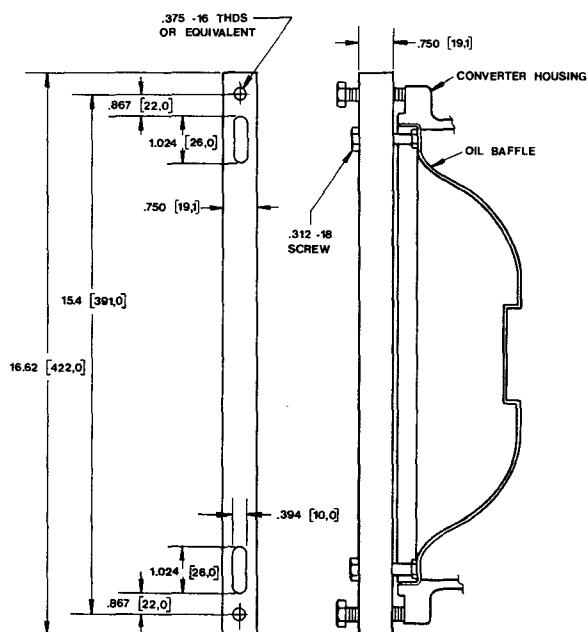 .375 -16 THDS
OR EQUIVALENT
.750 [19,1]
CONVERTER HOUSING
.867 [22,0]
1.024 [26,0]
OIL BAFFLE
.750 [19,1]
.312 -18
SCREW
15.4 [391,0]
16.62 [422,0]
.394 [10,0]
1.024 [26,0]
.867 [22,0]